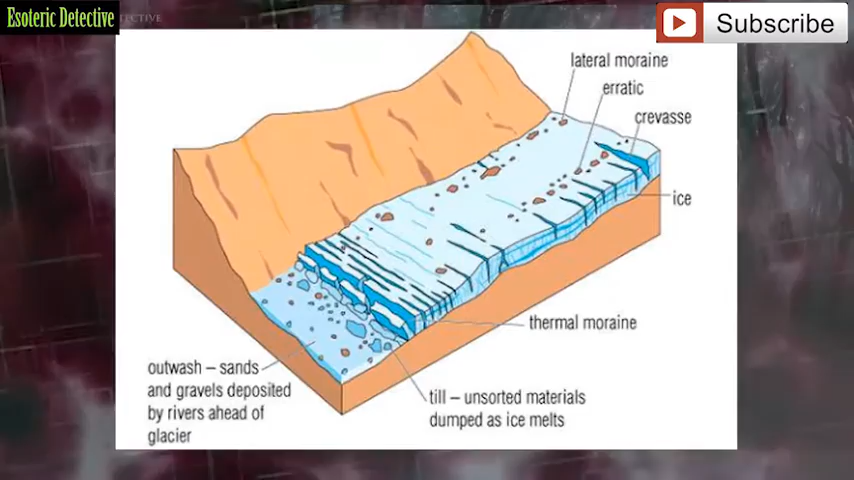 Esoteric Detective
Subscribe
lateral moraine
erratic
crevasse
ice
thermal moraine
outwash – sands
and gravels deposited
by rivers ahead of
glacier
till – unsorted materials
dumped as ice melts